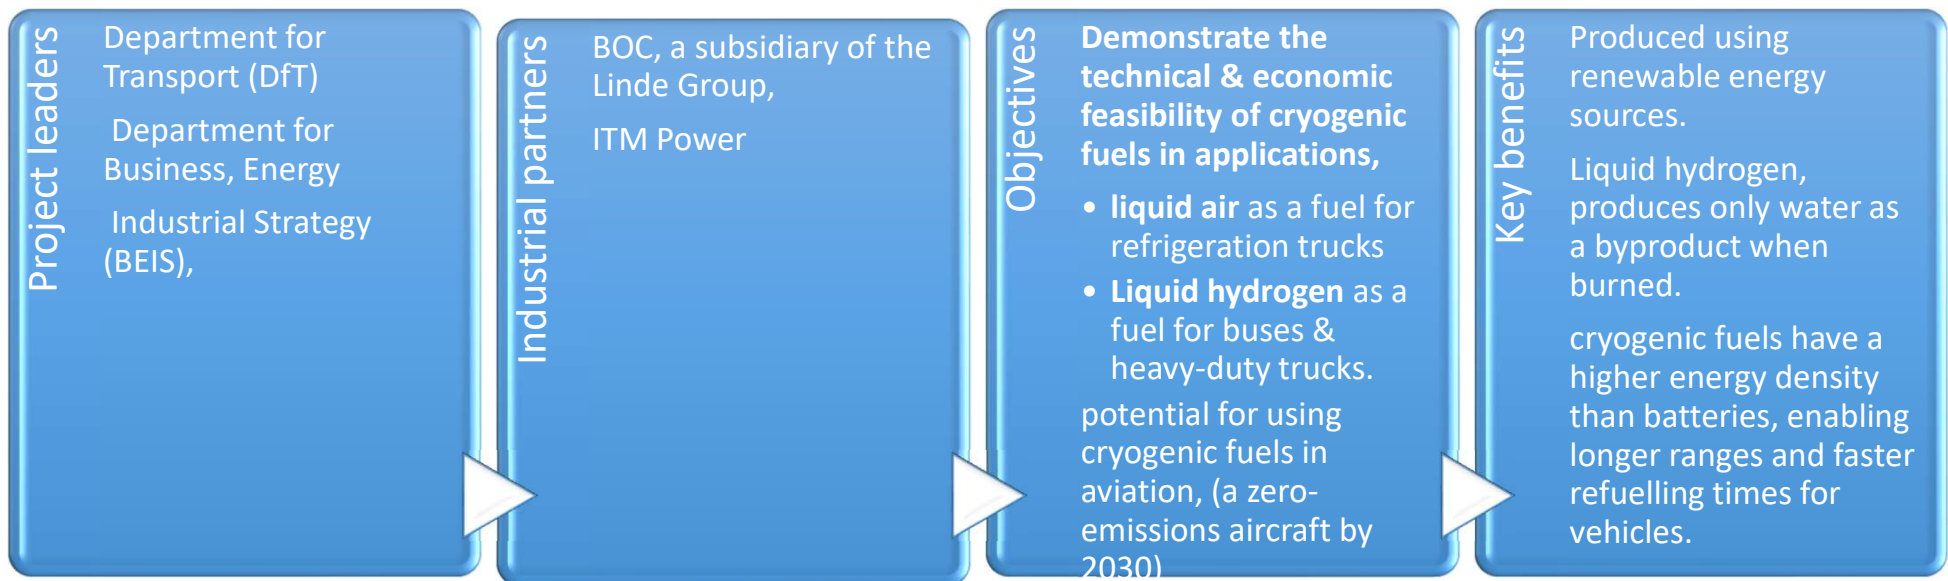 Project leaders
Department for
Transport (DfT)
Department for
Business, Energy
Industrial Strategy
(BEIS),
Industrial partners
BOC, a subsidiary of the
Linde Group,
ITM Power
Objectives
Demonstrate the
technical & economic
feasibility of cryogenic
fuels in applications,
• liquid air as a fuel for
refrigeration trucks
• Liquid hydrogen as a
fuel for buses &
heavy-duty trucks.
potential for using
cryogenic fuels in
aviation, (a zero-
emissions aircraft by
2030)
Key benefits
Produced using
renewable energy
sources.
Liquid hydrogen,
produces only water as
a byproduct when
burned.
cryogenic fuels have a
higher energy density
than batteries, enabling
longer ranges and faster
refuelling times for
vehicles.